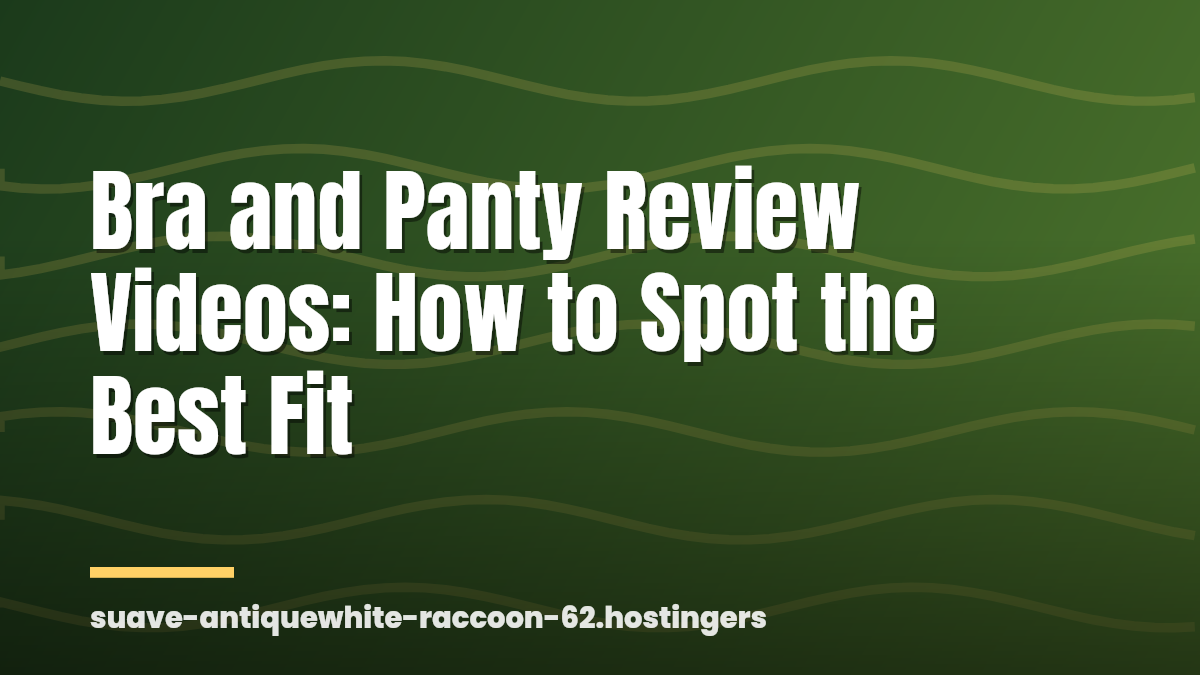 Bra and Panty Review
Videos: How to Spot the
Best Fit
suave-antiquewhite-raccoon-62.hostingers